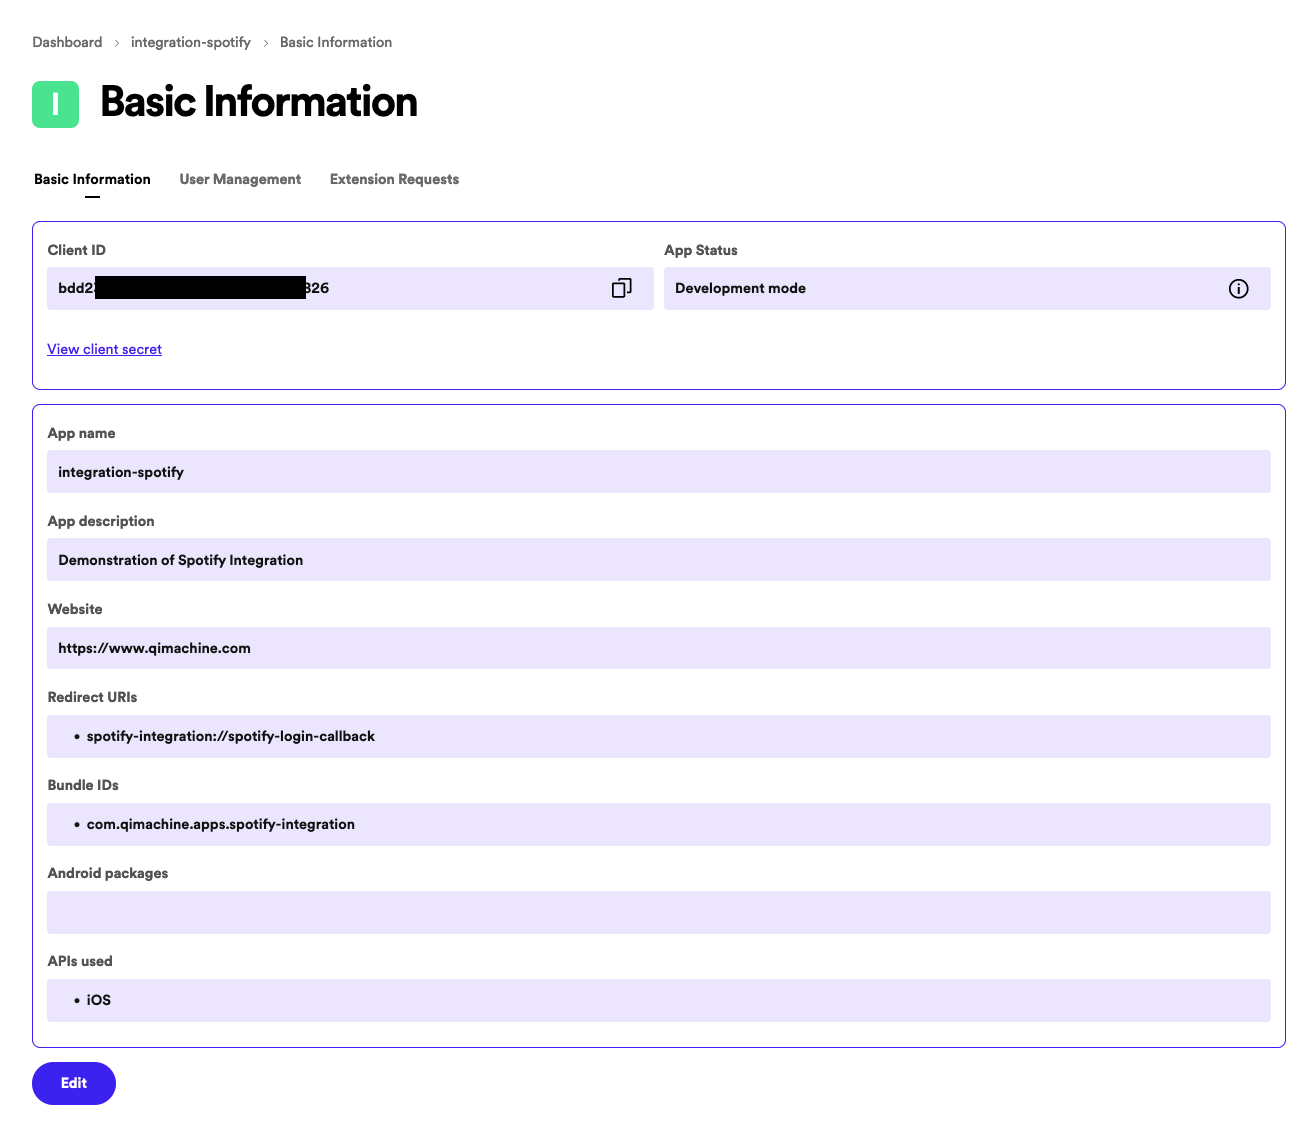 Dashboard > integration-spotify > Basic Information
I Basic Information
Basic Information User Management Extension Requests
Client ID App Status
bdd2 326 Development mode
View client secret
App name
integration-spotify
App description
Demonstration of Spotify Integration
Website
https://www.qimachine.com
Redirect URIs
• spotify-integration://spotify-login-callback
Bundle IDs
• com.qimachine.apps.spotify-integration
Android packages
APIs used
• iOS
Edit